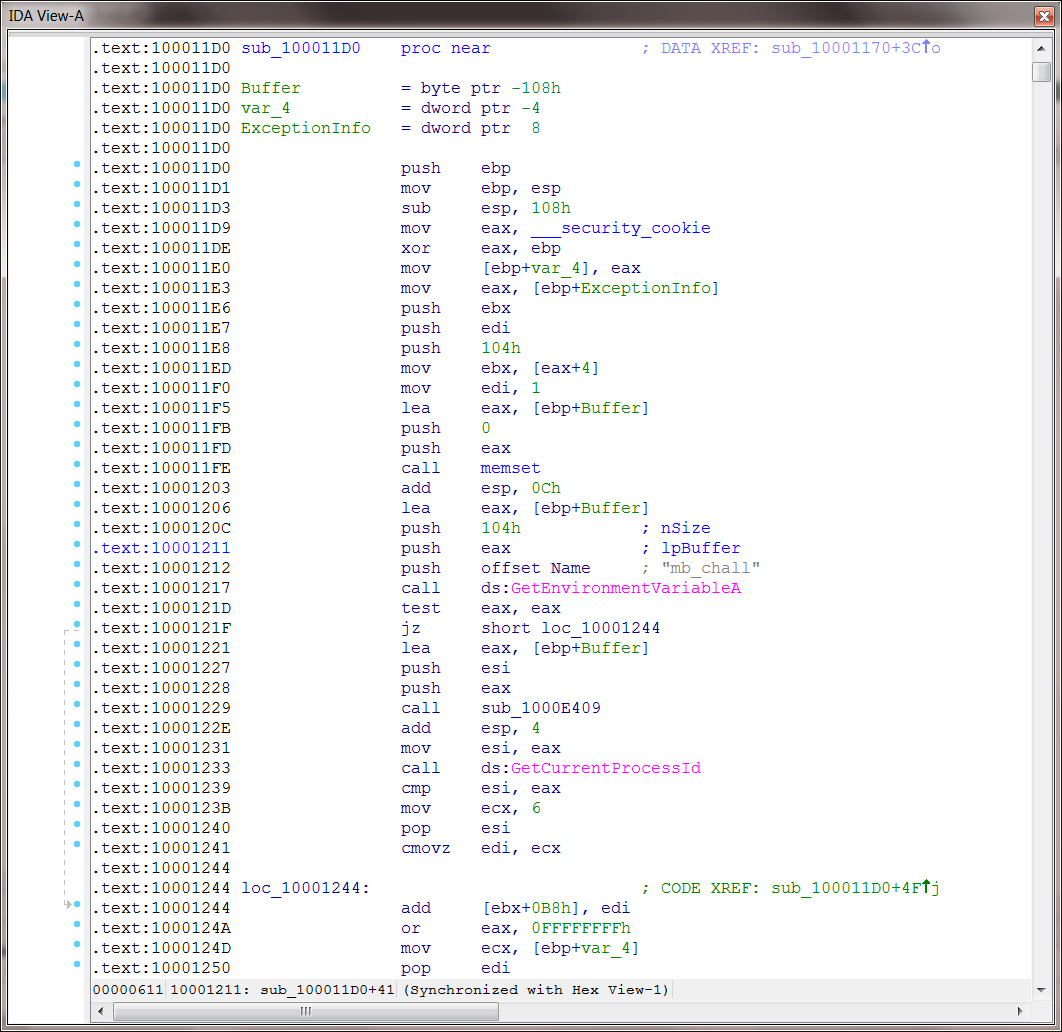 IDA View-A
.text:100011D0 sub_100011D0    proc near               ; DATA XREF: sub_10001170+3C↑o
.text:100011D0
.text:100011D0 Buffer          = byte ptr -108h
.text:100011D0 var_4           = dword ptr -4
.text:100011D0 ExceptionInfo   = dword ptr  8
.text:100011D0
.text:100011D0                 push    ebp
.text:100011D1                 mov     ebp, esp
.text:100011D3                 sub     esp, 108h
.text:100011D9                 mov     eax, ___security_cookie
.text:100011DE                 xor     eax, ebp
.text:100011E0                 mov     [ebp+var_4], eax
.text:100011E3                 mov     eax, [ebp+ExceptionInfo]
.text:100011E6                 push    ebx
.text:100011E7                 push    edi
.text:100011E8                 push    104h
.text:100011ED                 mov     ebx, [eax+4]
.text:100011F0                 mov     edi, 1
.text:100011F5                 lea     eax, [ebp+Buffer]
.text:100011FB                 push    0
.text:100011FD                 push    eax
.text:100011FE                 call    memset
.text:10001203                 add     esp, 0Ch
.text:10001206                 lea     eax, [ebp+Buffer]
.text:1000120C                 push    104h            ; nSize
.text:10001211                 push    eax             ; lpBuffer
.text:10001212                 push    offset Name     ; "mb_chall"
.text:10001217                 call    ds:GetEnvironmentVariableA
.text:1000121D                 test    eax, eax
.text:1000121F                 jz      short loc_10001244
.text:10001221                 lea     eax, [ebp+Buffer]
.text:10001227                 push    esi
.text:10001228                 push    eax
.text:10001229                 call    sub_1000E409
.text:1000122E                 add     esp, 4
.text:10001231                 mov     esi, eax
.text:10001233                 call    ds:GetCurrentProcessId
.text:10001239                 cmp     esi, eax
.text:1000123B                 mov     ecx, 6
.text:10001240                 pop     esi
.text:10001241                 cmovz   edi, ecx
.text:10001244
.text:10001244 loc_10001244:                           ; CODE XREF: sub_100011D0+4F↑j
.text:10001244                 add     [ebx+0B8h], edi
.text:1000124A                 or      eax, 0FFFFFFFFh
.text:1000124D                 mov     ecx, [ebp+var_4]
.text:10001250                 pop     edi
00000611 10001211: sub_100011D0+41 (Synchronized with Hex View-1)